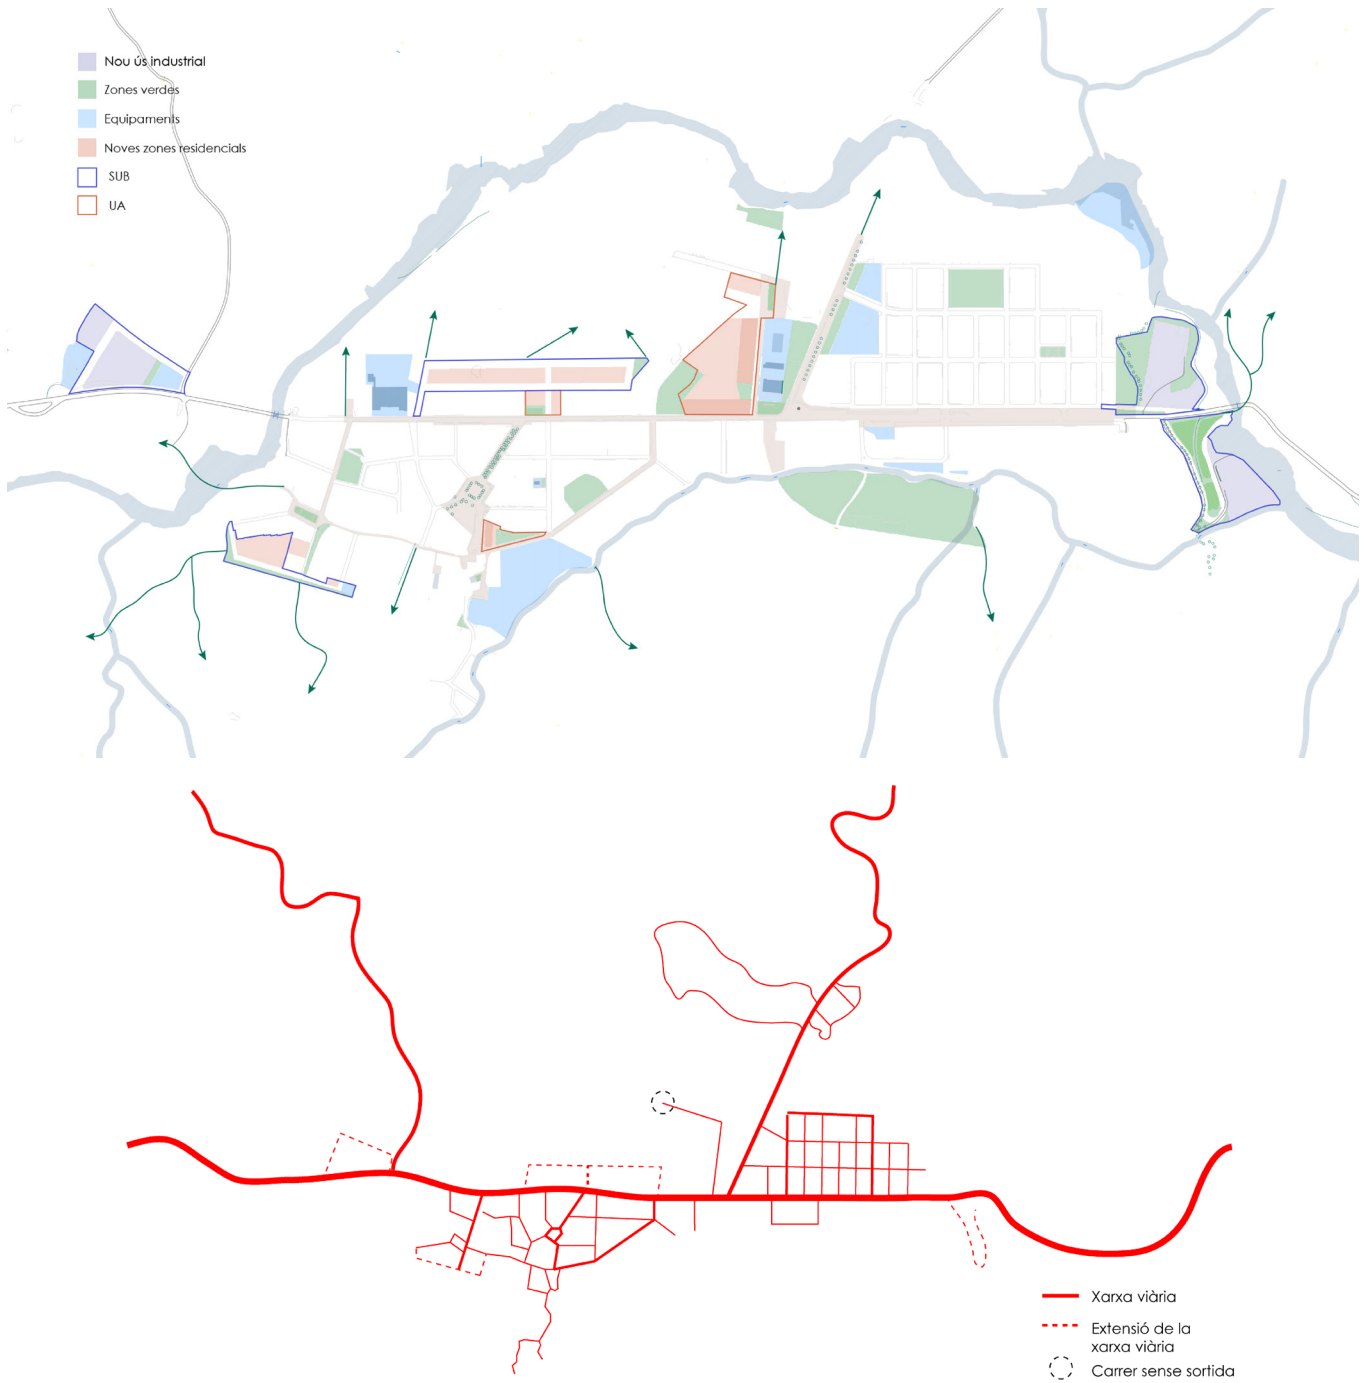 Nou ús industrial
Zones verdes
Equipaments
Noves zones residencials
SUB
UA
Xarxa viària
Extensió de la
xarxa viària
Carrer sense sortida